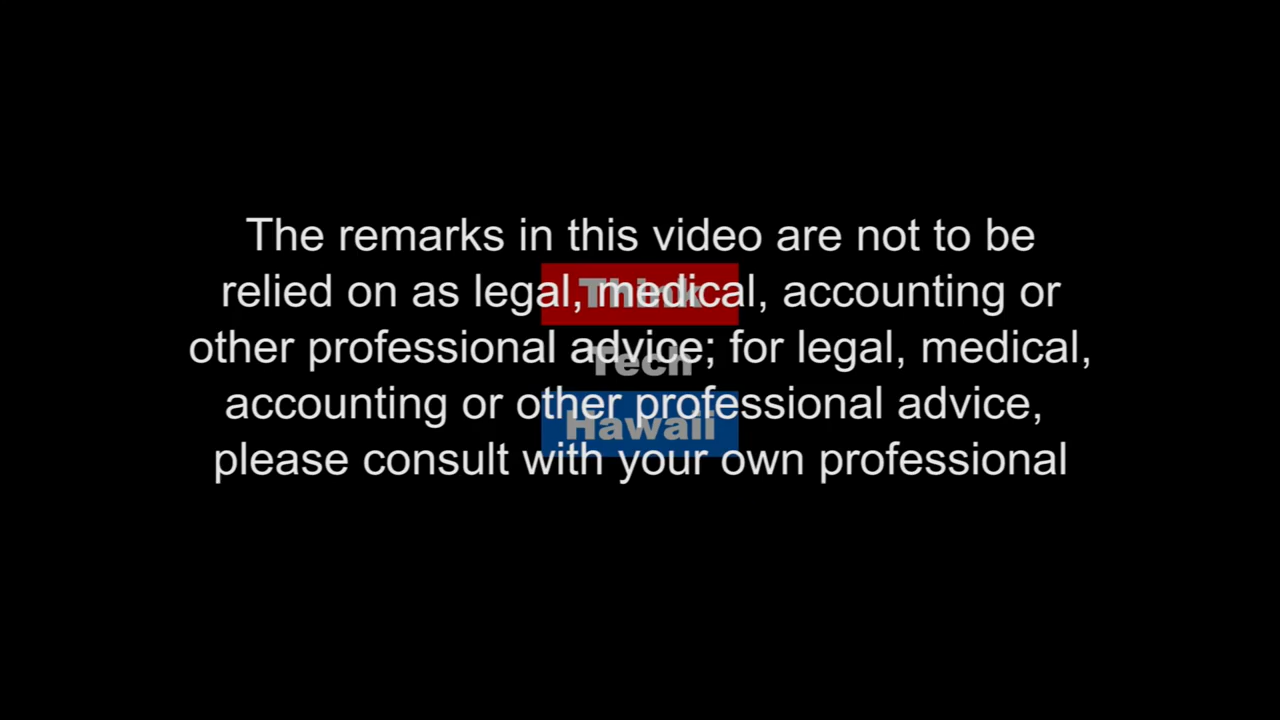 The remarks in this video are not to be
relied on as legal, medical, accounting or
other professional advice; for legal, medical,
accounting or other professional advice,
please consult with your own professional
Think
Tech
Hawaii